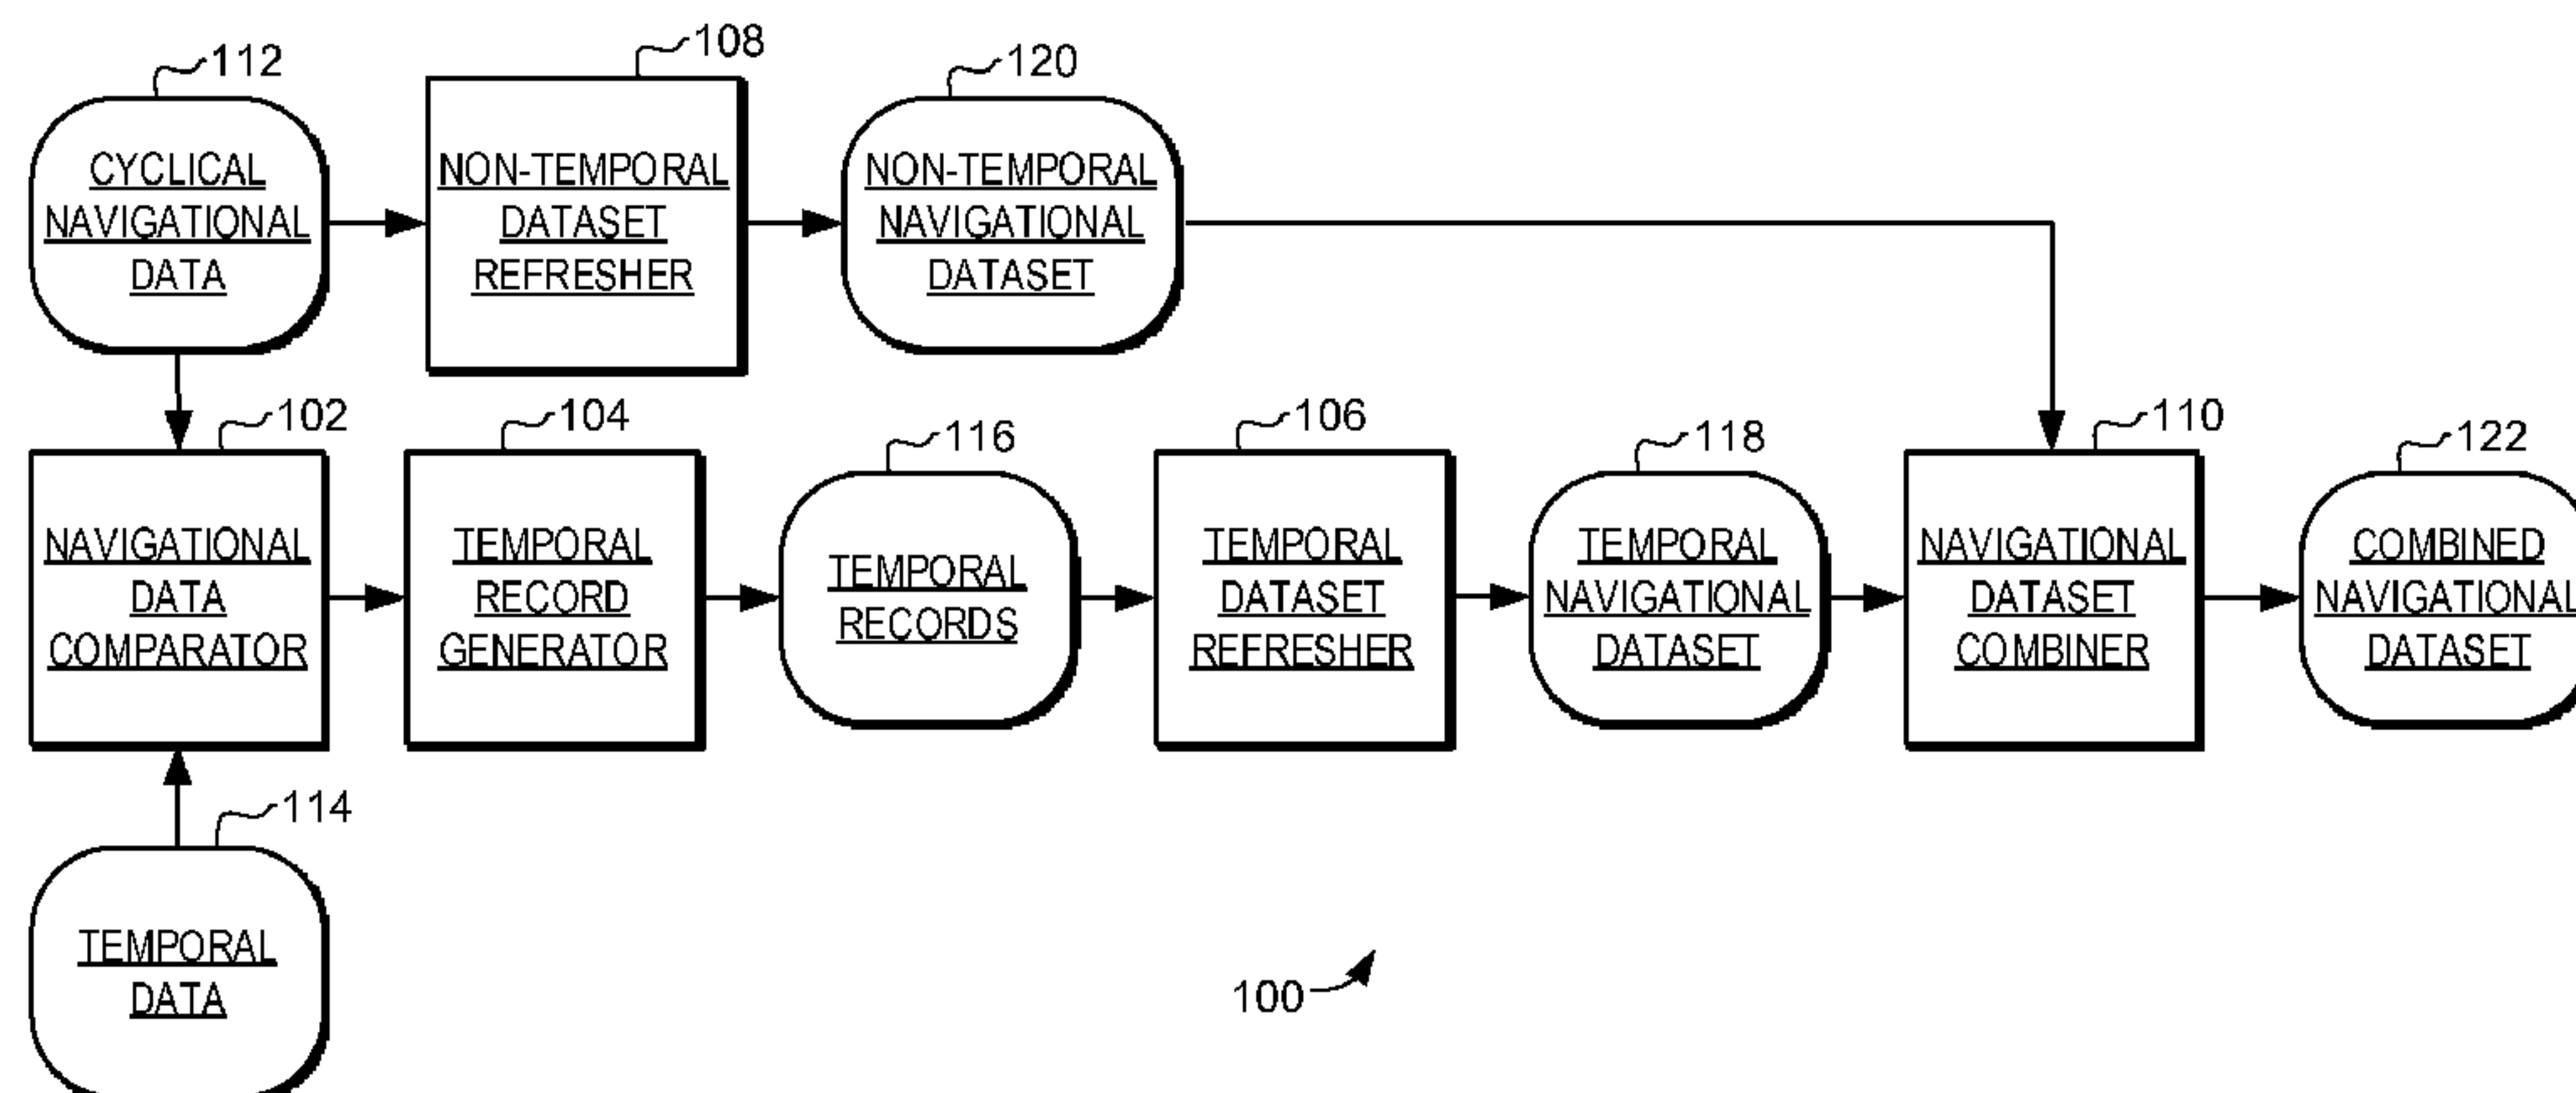 108
112
120
CYCLICAL
NAVIGATIONAL
DATA
NON-TEMPORAL
DATASET
REFRESHER
NON-TEMPORAL
NAVIGATIONAL
DATASET
102
104
116
106
118
110
122
NAVIGATIONAL
DATA
COMPARATOR
TEMPORAL
RECORD
GENERATOR
TEMPORAL
RECORDS
TEMPORAL
DATASET
REFRESHER
TEMPORAL
NAVIGATIONAL
DATASET
NAVIGATIONAL
DATASET
COMBINER
COMBINED
NAVIGATIONAL
DATASET
114
TEMPORAL
DATA
100